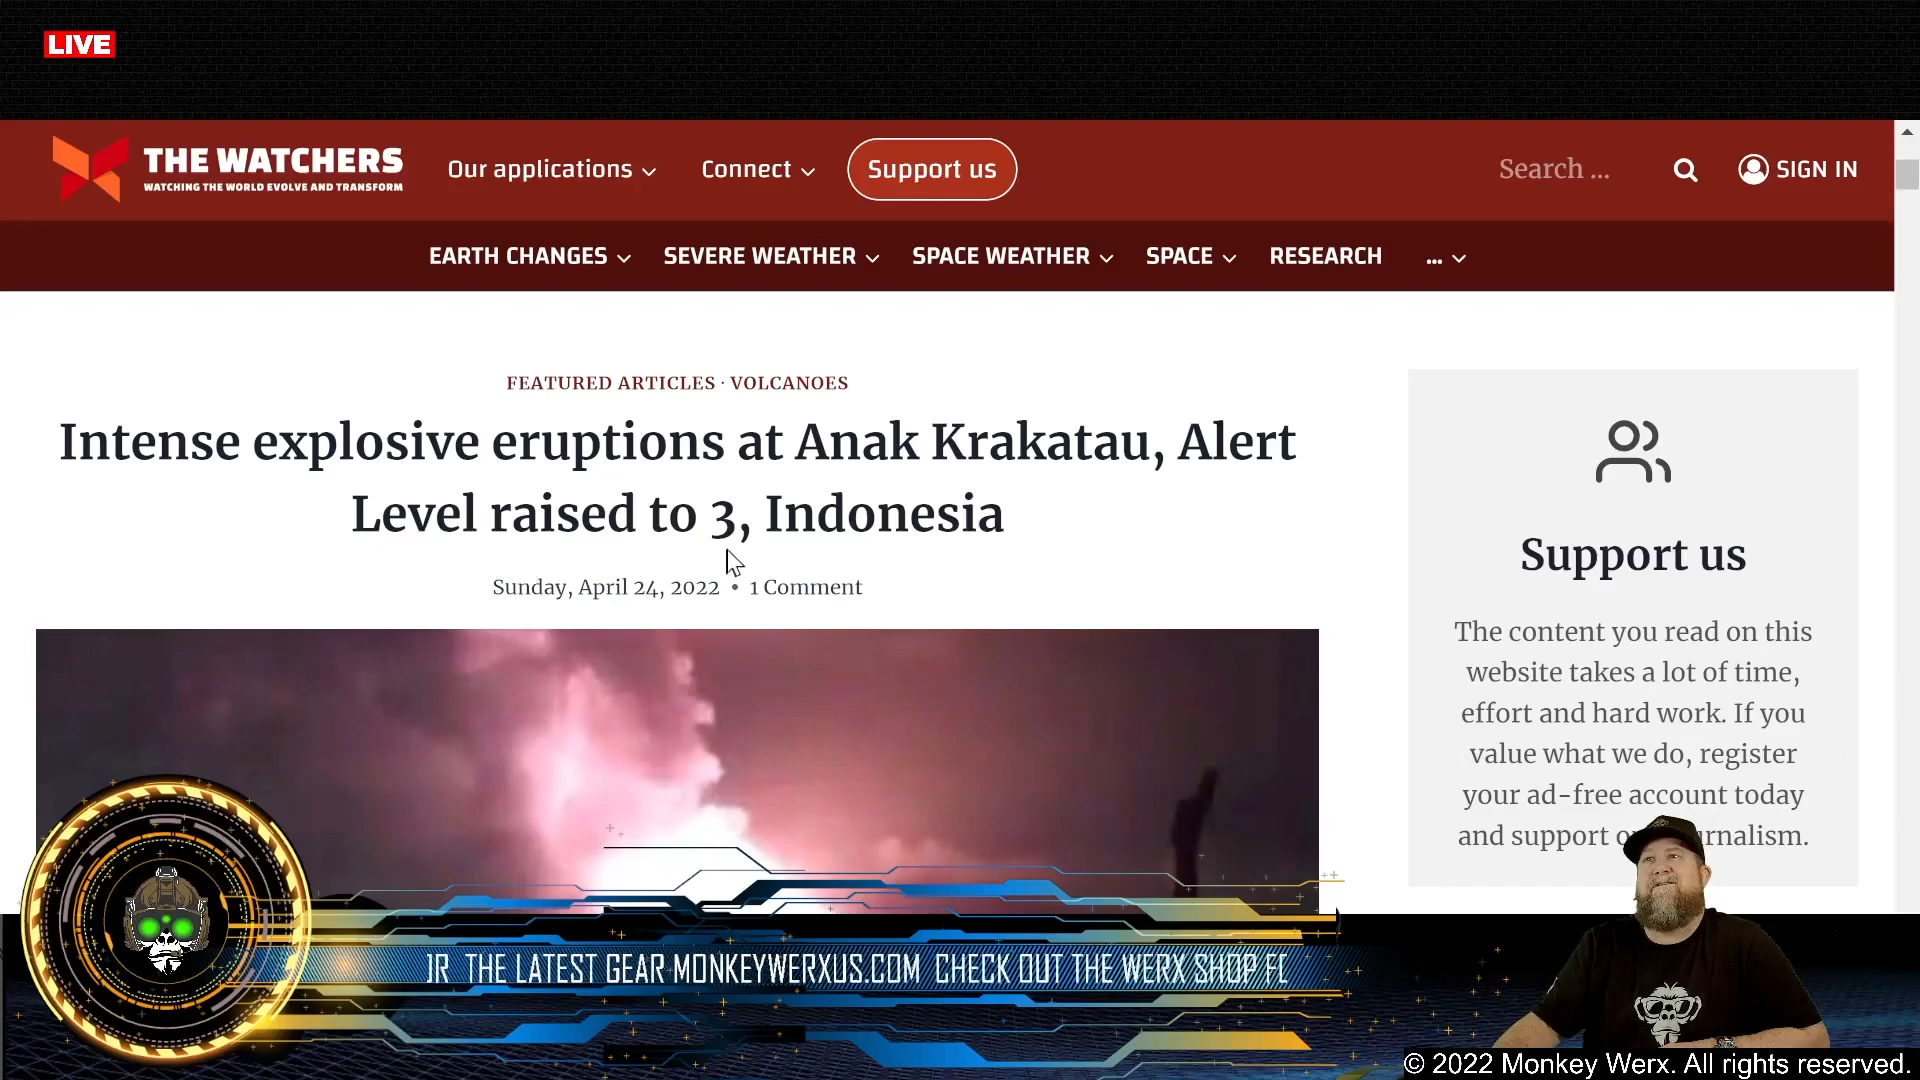 LIVE
THE WATCHERS
WATCHING THE WORLD EVOLVE AND TRANSFORM
Our applications
Connect
Support us
Search ...
SIGN IN
EARTH CHANGES
SEVERE WEATHER
SPACE WEATHER
SPACE
RESEARCH
...
FEATURED ARTICLES · VOLCANOES
Intense explosive eruptions at Anak Krakatau, Alert
Level raised to 3, Indonesia
Sunday, April 24, 2022 • 1 Comment
Support us
The content you read on this
website takes a lot of time,
effort and hard work. If you
value what we do, register
your ad-free account today
and support o rnalism.
THE LATEST GEAR MONKEYWERXUS.COM CHECK OUT THE WERX SHOP
© 2022 Monkey Werx. All rights reserved.